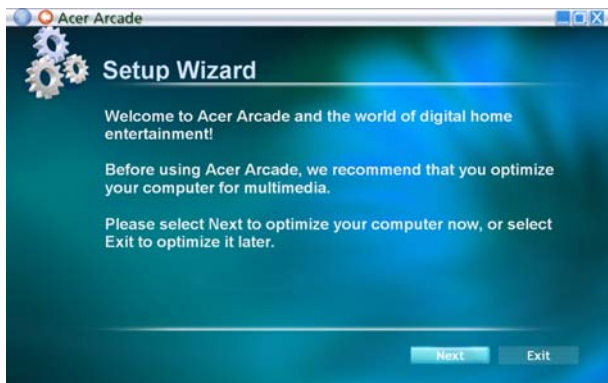 Acer Arcade
Setup Wizard
Welcome to Acer Arcade and the world of digital home
entertainment!
Before using Acer Arcade, we recommend that you optimize
your computer for multimedia.
Please select Next to optimize your computer now, or select
Exit to optimize it later.
Next
Exit